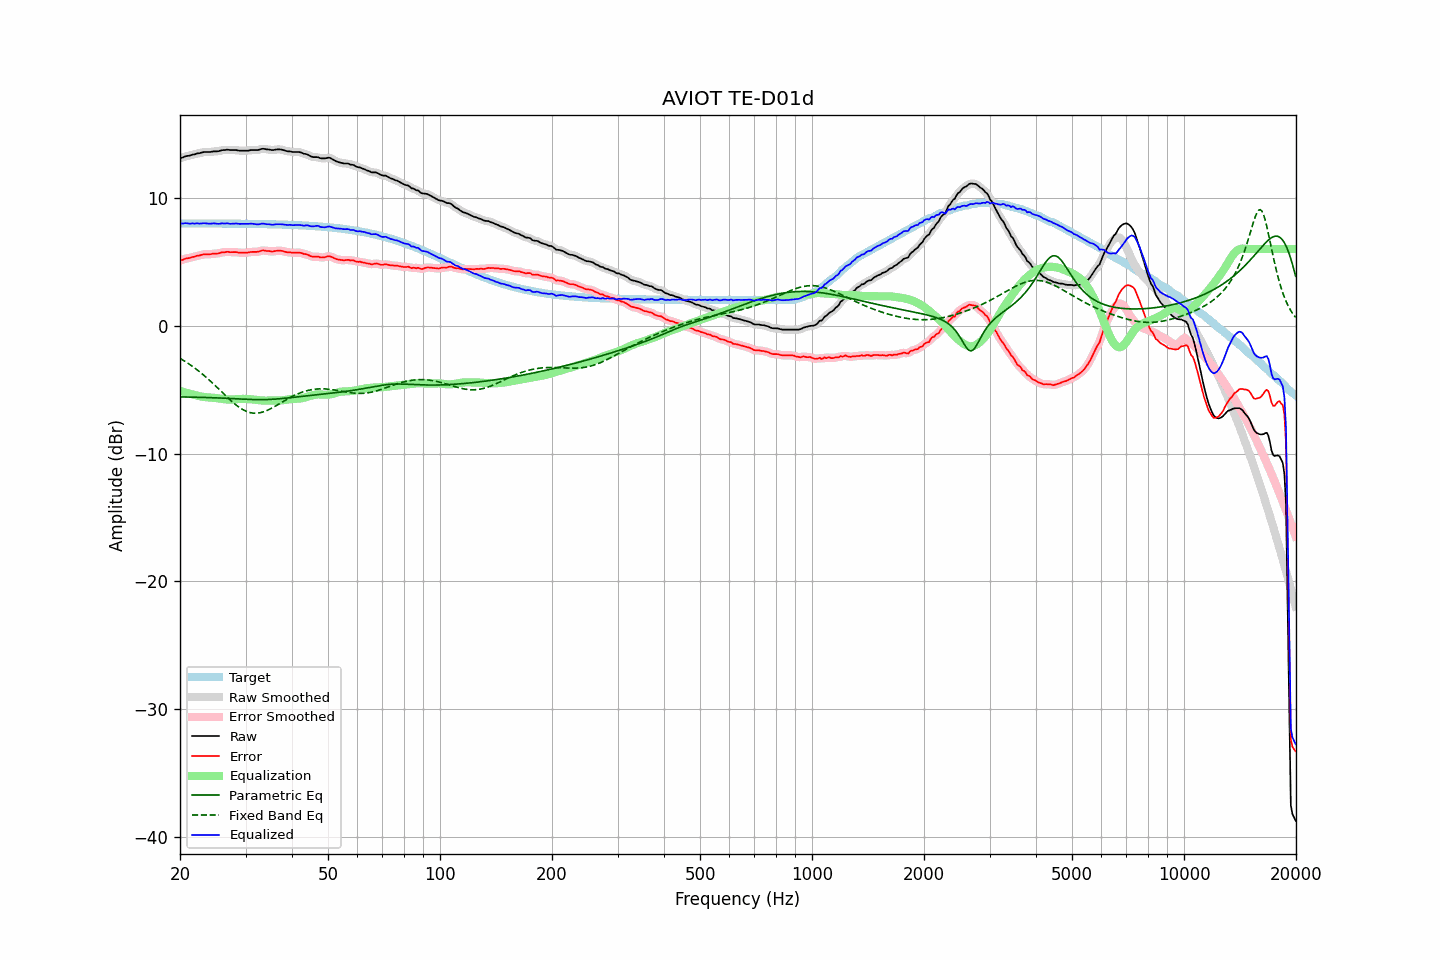 AVIOT TE-D01d
Amplitude (dBr)
10
0
−10
−20
−30
−40
Target
Raw Smoothed
Error Smoothed
Raw
Error
Equalization
Parametric Eq
Fixed Band Eq
Equalized
20 50 100 200 500 1000 2000 5000 10000 20000
Frequency (Hz)